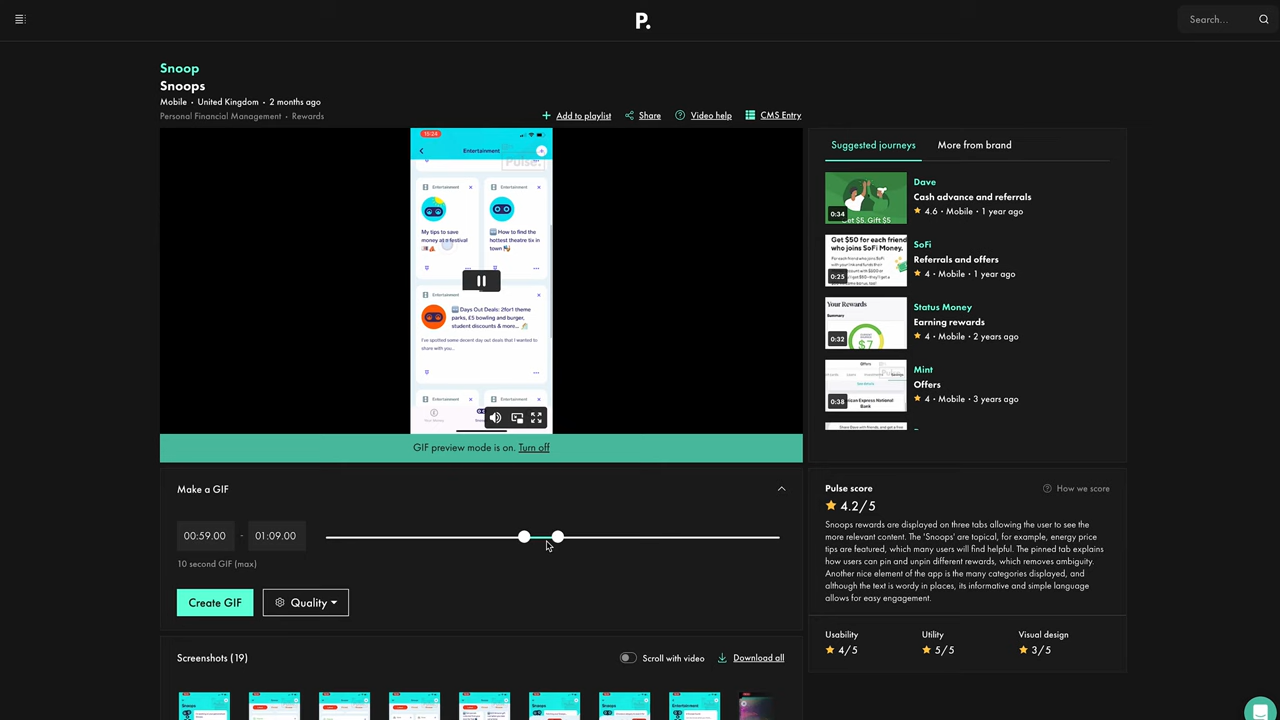 P.
Search...
Snoop
Snoops
Mobile • United Kingdom • 2 months ago
Personal Financial Management • Rewards
Add to playlist
Share
Video help
CMS Entry
15:24
Entertainment
Pulse.
Entertainment
My tips to save
money at a festival
Entertainment
How to find the
hottest theatre tix in
town
Entertainment
Days Out Deals: 2for1 theme
parks, £5 bowling and burger,
student discounts & more...
I've spotted some decent day out deals that I wanted to
share with you...
Entertainment
Entertainment
GIF preview mode is on. Turn off
Make a GIF
00:59.00 - 01:09.00
10 second GIF (max)
Create GIF
Quality
Screenshots (19)
Scroll with video
Download all
Suggested journeys
More from brand
0:34
Dave
Cash advance and referrals
4.6 • Mobile • 1 year ago
Get $50 for each friend
who joins SoFi Money.
0:25
SoFi
Referrals and offers
4 • Mobile • 1 year ago
Your Rewards
Summary
$7
0:32
Status Money
Earning rewards
4 • Mobile • 2 years ago
0:38
Mint
Offers
4 • Mobile • 3 years ago
Pulse score
How we score
4.2/5
Snoops rewards are displayed on three tabs allowing the user to see the
more relevant content. The 'Snoops' are topical, for example, energy price
tips are featured, which many users will find helpful. The pinned tab explains
how users can pin and unpin different rewards, which removes ambiguity.
Another nice element of the app is the many categories displayed, and
although the text is wordy in places, its informative and simple language
allows for easy engagement.
Usability
4/5
Utility
5/5
Visual design
3/5